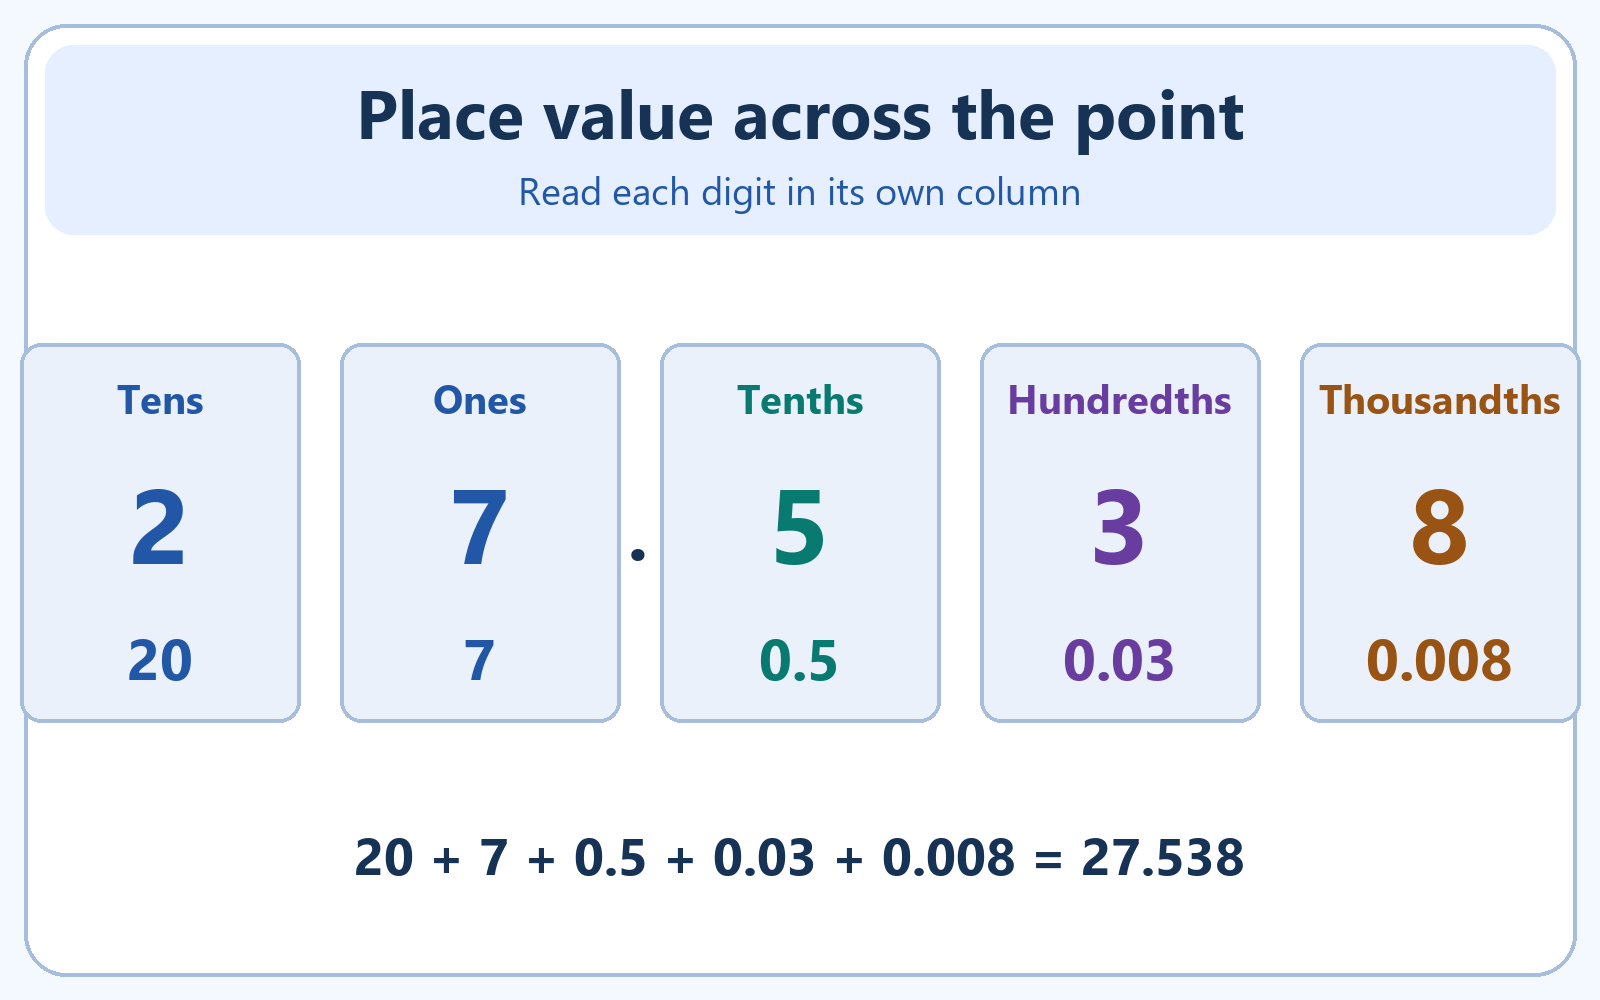 Place value across the point
Read each digit in its own column
Tens Ones Tenths Hundredths Thousandths
2 7 . 5 3 8
20 7 0.5 0.03 0.008
20 + 7 + 0.5 + 0.03 + 0.008 = 27.538